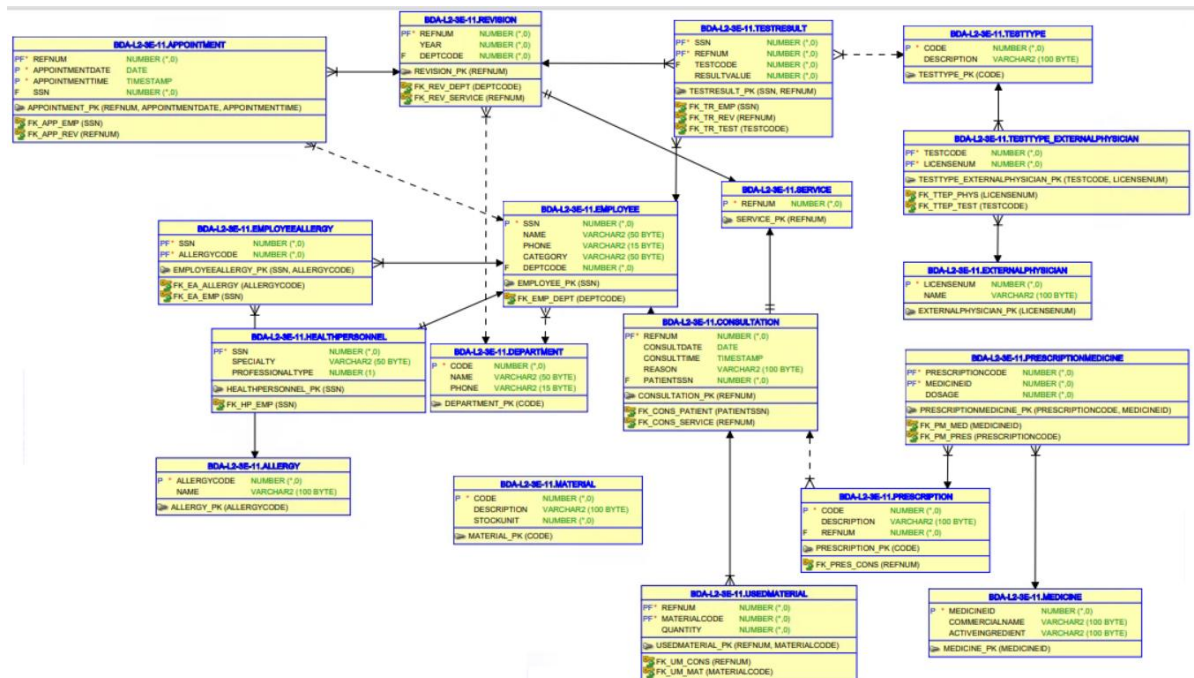 BDA-L2-3E-11.APPOINTMENT
PF* REFNUM NUMBER (*,0)
P * APPOINTMENTDATE DATE
P * APPOINTMENTTIME TIMESTAMP
F SSN NUMBER (*,0)
APPOINTMENT_PK (REFNUM, APPOINTMENTDATE, APPOINTMENTTIME)
FK_APP_EMP (SSN)
FK_APP_REV (REFNUM)
BDA-L2-3E-11.REVISION
PF* REFNUM NUMBER (*,0)
YEAR NUMBER (*,0)
F DEPTCODE NUMBER (*,0)
REVISION_PK (REFNUM)
FK_REV_DEPT (DEPTCODE)
FK_REV_SERVICE (REFNUM)
BDA-L2-3E-11.TESTRESULT
PF* SSN NUMBER (*,0)
PF* REFNUM NUMBER (*,0)
F TESTCODE NUMBER (*,0)
RESULTVALUE NUMBER (*,0)
TESTRESULT_PK (SSN, REFNUM)
FK_TR_EMP (SSN)
FK_TR_REV (REFNUM)
FK_TR_TEST (TESTCODE)
BDA-L2-3E-11.TESTTYPE
P * CODE NUMBER (*,0)
DESCRIPTION VARCHAR2 (100 BYTE)
TESTTYPE_PK (CODE)
BDA-L2-3E-11.TESTTYPE_EXTERNALPHYSICIAN
PF* TESTCODE NUMBER (*,0)
PF* LICENSENUM NUMBER (*,0)
TESTTYPE_EXTERNALPHYSICIAN_PK (TESTCODE, LICENSENUM)
FK_TTEP_PHYS (LICENSENUM)
FK_TTEP_TEST (TESTCODE)
BDA-L2-3E-11.SERVICE
P * REFNUM NUMBER (*,0)
SERVICE_PK (REFNUM)
BDA-L2-3E-11.EMPLOYEE
P * SSN NUMBER (*,0)
NAME VARCHAR2 (50 BYTE)
PHONE VARCHAR2 (15 BYTE)
CATEGORY VARCHAR2 (50 BYTE)
F DEPTCODE NUMBER (*,0)
EMPLOYEE_PK (SSN)
FK_EMP_DEPT (DEPTCODE)
BDA-L2-3E-11.EMPLOYEEALLERGY
PF* SSN NUMBER (*,0)
PF* ALLERGYCODE NUMBER (*,0)
EMPLOYEEALLERGY_PK (SSN, ALLERGYCODE)
FK_EA_ALLERGY (ALLERGYCODE)
FK_EA_EMP (SSN)
BDA-L2-3E-11.EXTERNALPHYSICIAN
P * LICENSENUM NUMBER (*,0)
NAME VARCHAR2 (100 BYTE)
EXTERNALPHYSICIAN_PK (LICENSENUM)
BDA-L2-3E-11.HEALTHPERSONNEL
PF* SSN NUMBER (*,0)
SPECIALTY VARCHAR2 (50 BYTE)
PROFESSIONALTYPE NUMBER (1)
HEALTHPERSONNEL_PK (SSN)
FK_HP_EMP (SSN)
BDA-L2-3E-11.DEPARTMENT
P * CODE NUMBER (*,0)
NAME VARCHAR2 (50 BYTE)
PHONE VARCHAR2 (15 BYTE)
DEPARTMENT_PK (CODE)
BDA-L2-3E-11.CONSULTATION
PF* REFNUM NUMBER (*,0)
CONSULTDATE DATE
CONSULTTIME TIMESTAMP
REASON VARCHAR2 (100 BYTE)
F PATIENTSSN NUMBER (*,0)
CONSULTATION_PK (REFNUM)
FK_CONS_PATIENT (PATIENTSSN)
FK_CONS_SERVICE (REFNUM)
BDA-L2-3E-11.PRESCRIPTIONMEDICINE
PF* PRESCRIPTIONCODE NUMBER (*,0)
PF* MEDICINEID NUMBER (*,0)
DOSAGE NUMBER (*,0)
PRESCRIPTIONMEDICINE_PK (PRESCRIPTIONCODE, MEDICINEID)
FK_PM_MED (MEDICINEID)
FK_PM_PRES (PRESCRIPTIONCODE)
BDA-L2-3E-11.ALLERGY
P * ALLERGYCODE NUMBER (*,0)
NAME VARCHAR2 (100 BYTE)
ALLERGY_PK (ALLERGYCODE)
BDA-L2-3E-11.MATERIAL
P * CODE NUMBER (*,0)
DESCRIPTION VARCHAR2 (100 BYTE)
STOCKUNIT NUMBER (*,0)
MATERIAL_PK (CODE)
BDA-L2-3E-11.PRESCRIPTION
P * CODE NUMBER (*,0)
DESCRIPTION VARCHAR2 (100 BYTE)
F REFNUM NUMBER (*,0)
PRESCRIPTION_PK (CODE)
FK_PRES_CONS (REFNUM)
BDA-L2-3E-11.USEDMATERIAL
PF* REFNUM NUMBER (*,0)
PF* MATERIALCODE NUMBER (*,0)
QUANTITY NUMBER (*,0)
USEDMATERIAL_PK (REFNUM, MATERIALCODE)
FK_UM_CONS (REFNUM)
FK_UM_MAT (MATERIALCODE)
BDA-L2-3E-11.MEDICINE
P * MEDICINEID NUMBER (*,0)
COMMERCIALNAME VARCHAR2 (100 BYTE)
ACTIVEINGREDIENT VARCHAR2 (100 BYTE)
MEDICINE_PK (MEDICINEID)